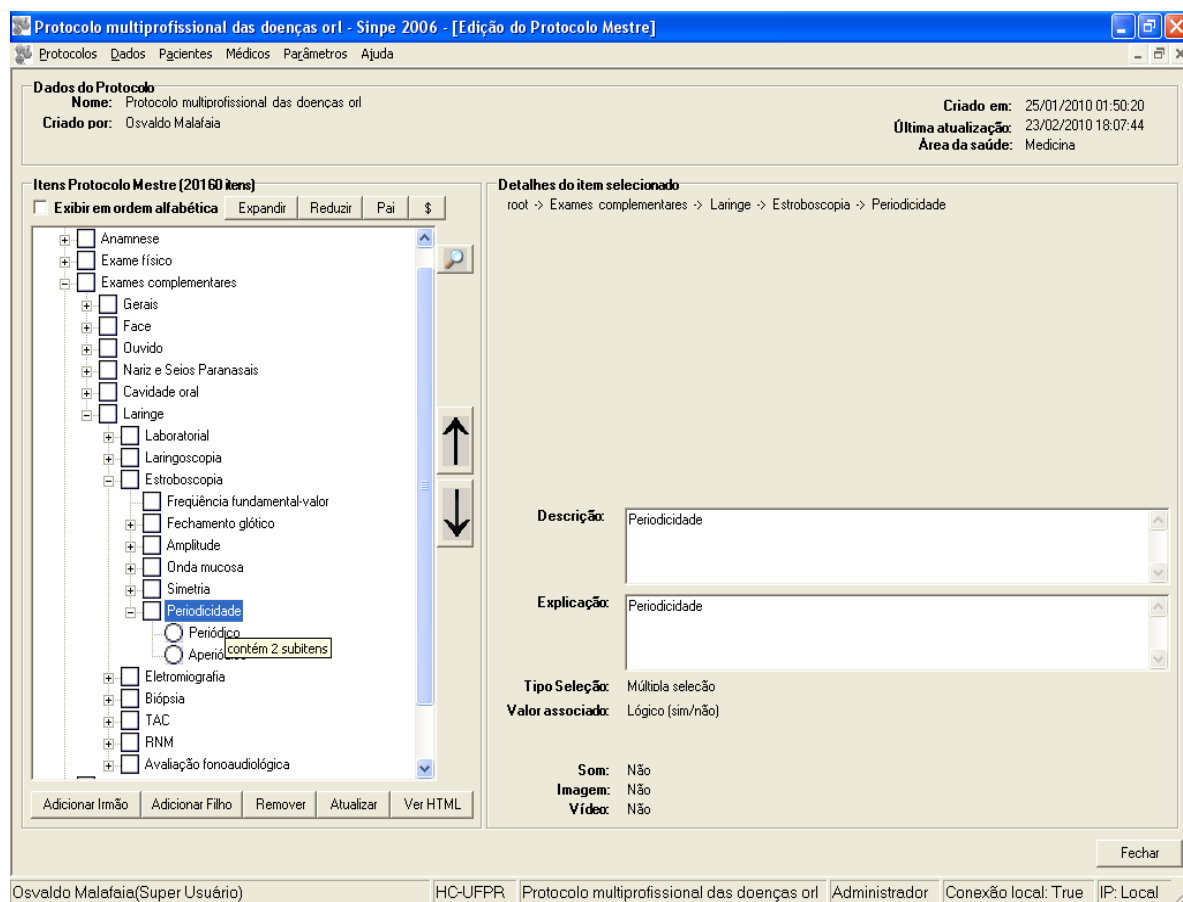 Protocolo multiprofissional das doenças orl - Sinpe 2006 - [Edição do Protocolo Mestre]
Protocolos Dados Pacientes Médicos Parâmetros Ajuda
Dados do Protocolo
Nome: Protocolo multiprofissional das doenças orl
Criado por: Osvaldo Malafaia
Criado em: 25/01/2010 01:50:20
Última atualização: 23/02/2010 18:07:44
Área da saúde: Medicina
Itens Protocolo Mestre (20160 itens)
Exibir em ordem alfabética Expandir Reduzir Pai $
Anamnese
Exame físico
Exames complementares
Gerais
Face
Ouvido
Nariz e Seios Paranasais
Cavidade oral
Laringe
Laboratorial
Laringoscopia
Estroboscopia
Freqüência fundamental-valor
Fechamento glótico
Amplitude
Onda mucosa
Simetria
Periodicidade
Periódico
contém 2 subitens
Eletromiografia
Biópsia
TAC
RNM
Avaliação fonoaudiológica
Adicionar Irmão Adicionar Filho Remover Atualizar Ver HTML
Detalhes do item selecionado
root -> Exames complementares -> Laringe -> Estroboscopia -> Periodicidade
Descrição: Periodicidade
Explicação: Periodicidade
Tipo Seleção: Múltipla seleção
Valor associado: Lógico (sim/não)
Som: Não
Imagem: Não
Vídeo: Não
Fechar
Osvaldo Malafaia(Super Usuário) HC-UFPR Protocolo multiprofissional das doenças orl Administrador Conexão local: True IP: Local